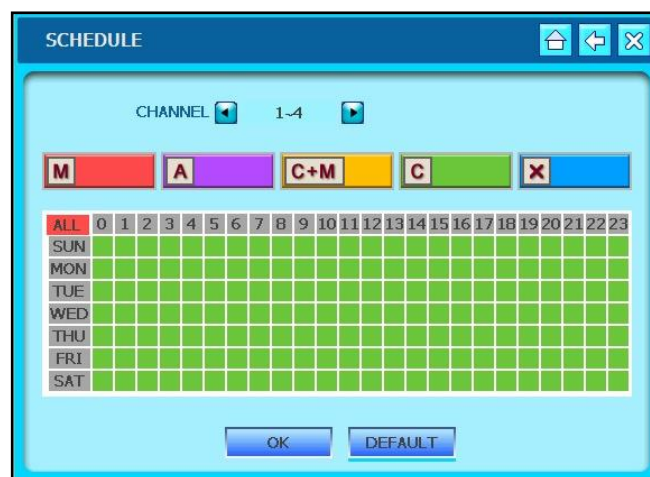 SCHEDULE
CHANNEL 1~4
M A C+M C X
ALL 0 1 2 3 4 5 6 7 8 9 10 11 12 13 14 15 16 17 18 19 20 21 22 23
SUN
MON
TUE
WED
THU
FRI
SAT
OK DEFAULT